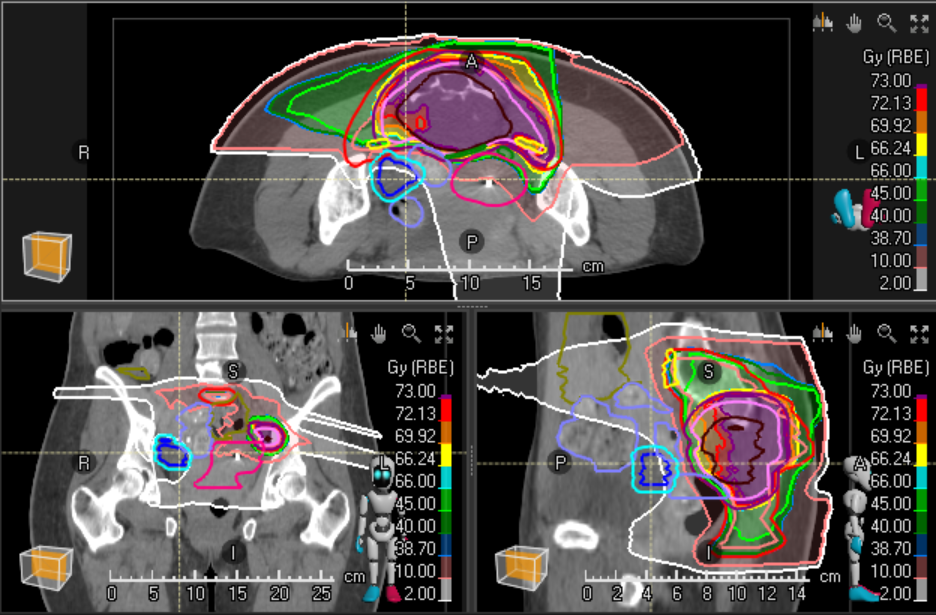 A
R
L
P
0 5 10 15 cm
Gy (RBE)
73.00
72.13
69.92
66.24
66.00
45.00
40.00
38.70
10.00
2.00
S
R
L
I
0 5 10 15 20 25 cm
Gy (RBE)
73.00
72.13
69.92
66.24
66.00
45.00
40.00
38.70
10.00
2.00
S
P
A
I
0 2 4 6 8 10 12 14 cm
Gy (RBE)
73.00
72.13
69.92
66.24
66.00
45.00
40.00
38.70
10.00
2.00